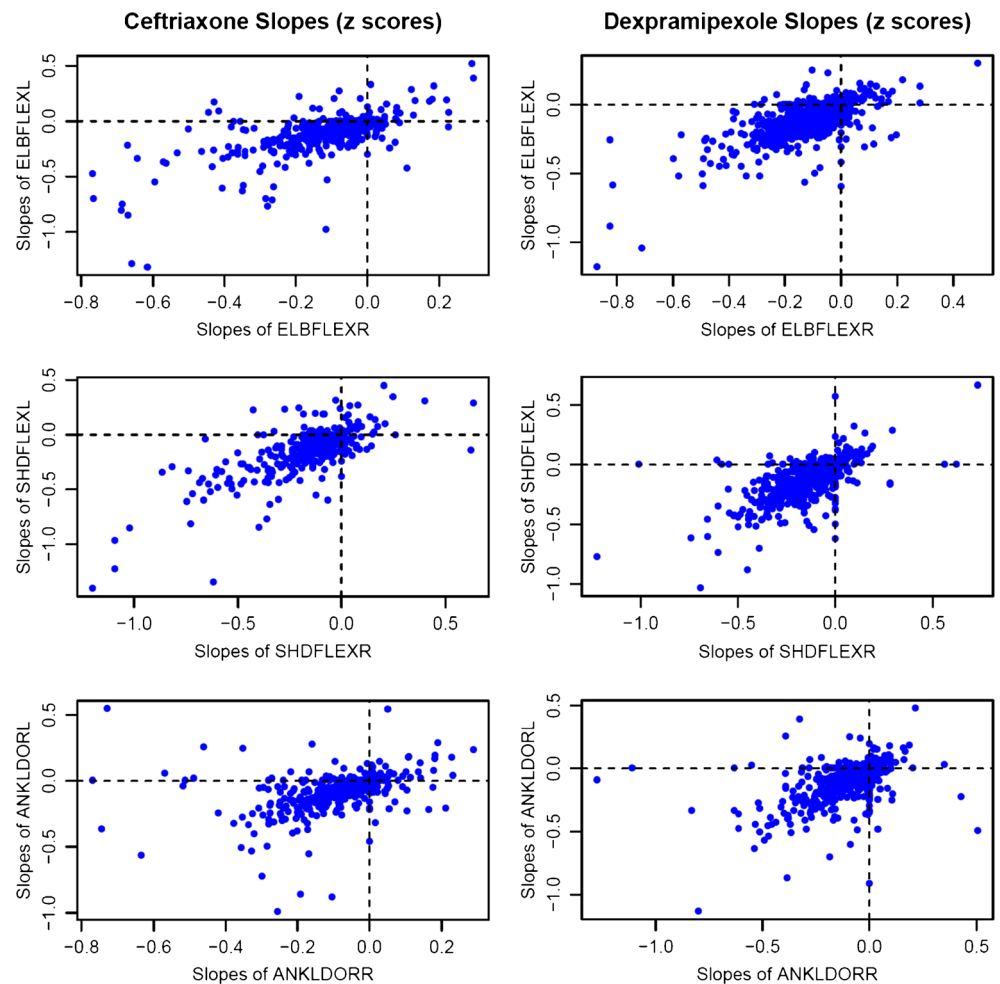 Ceftriaxone Slopes (z scores)
Dexpramipexole Slopes (z scores)
Slopes of ELBFLEXL
0.5
0.0
−0.5
−1.0
−0.8 −0.6 −0.4 −0.2 0.0 0.2
Slopes of ELBFLEXR
Slopes of ELBFLEXL
0.0
−0.5
−1.0
−0.8 −0.6 −0.4 −0.2 0.0 0.2 0.4
Slopes of ELBFLEXR
Slopes of SHDFLEXL
0.5
0.0
−0.5
−1.0
−1.0 −0.5 0.0 0.5
Slopes of SHDFLEXR
Slopes of SHDFLEXL
0.5
0.0
−0.5
−1.0
−1.0 −0.5 0.0 0.5
Slopes of SHDFLEXR
Slopes of ANKLDORL
0.5
0.0
−0.5
−1.0
−0.8 −0.6 −0.4 −0.2 0.0 0.2
Slopes of ANKLDORR
Slopes of ANKLDORL
0.5
0.0
−0.5
−1.0
−1.0 −0.5 0.0 0.5
Slopes of ANKLDORR